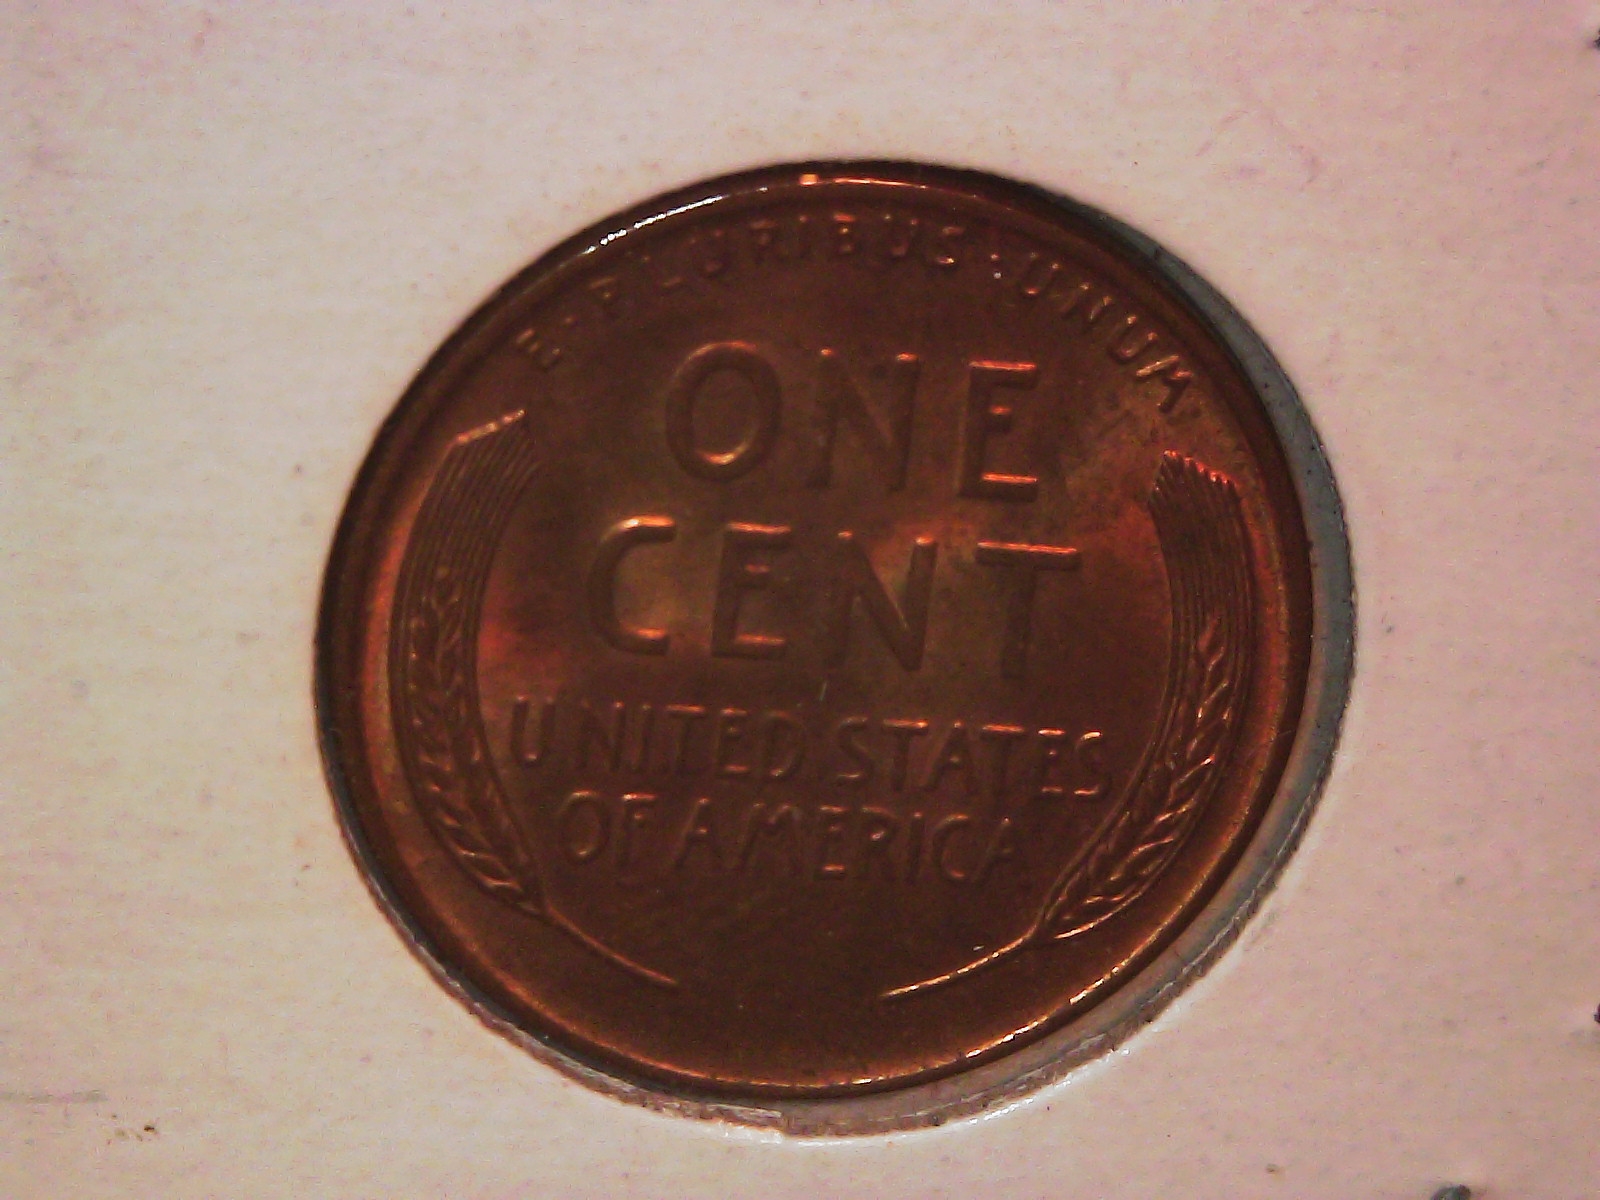 E·PLURIBUS·UNUM
ONE
CENT
UNITED STATES
OF AMERICA